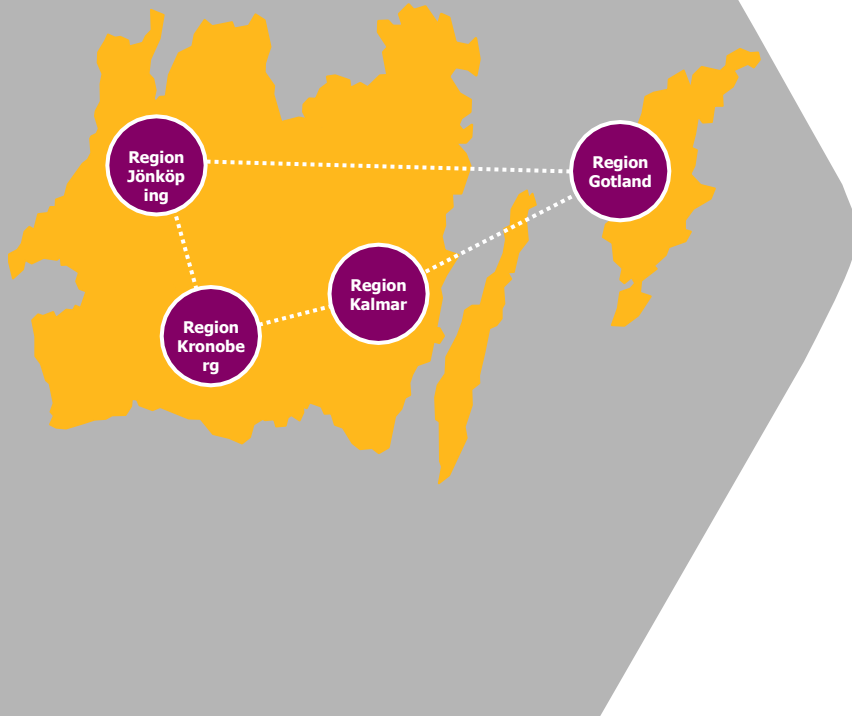 Region
Jönköp
ing
Region
Gotland
Region
Kalmar
Region
Kronobe
rg